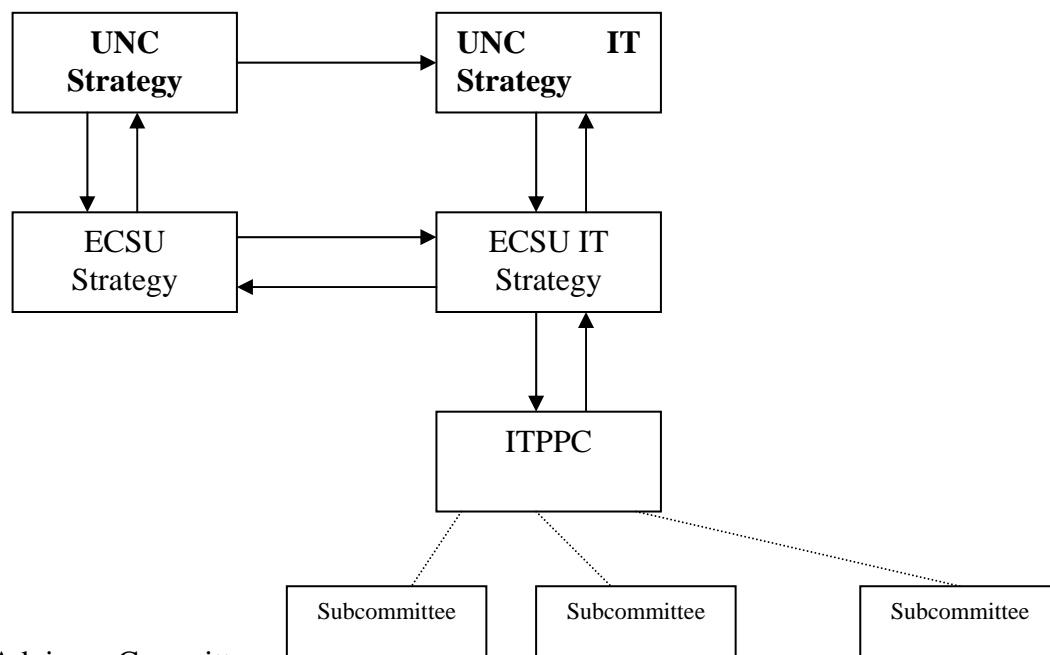 UNC
Strategy
UNC IT
Strategy
ECSU
Strategy
ECSU IT
Strategy
ITPPC
Subcommittee
Subcommittee
Subcommittee